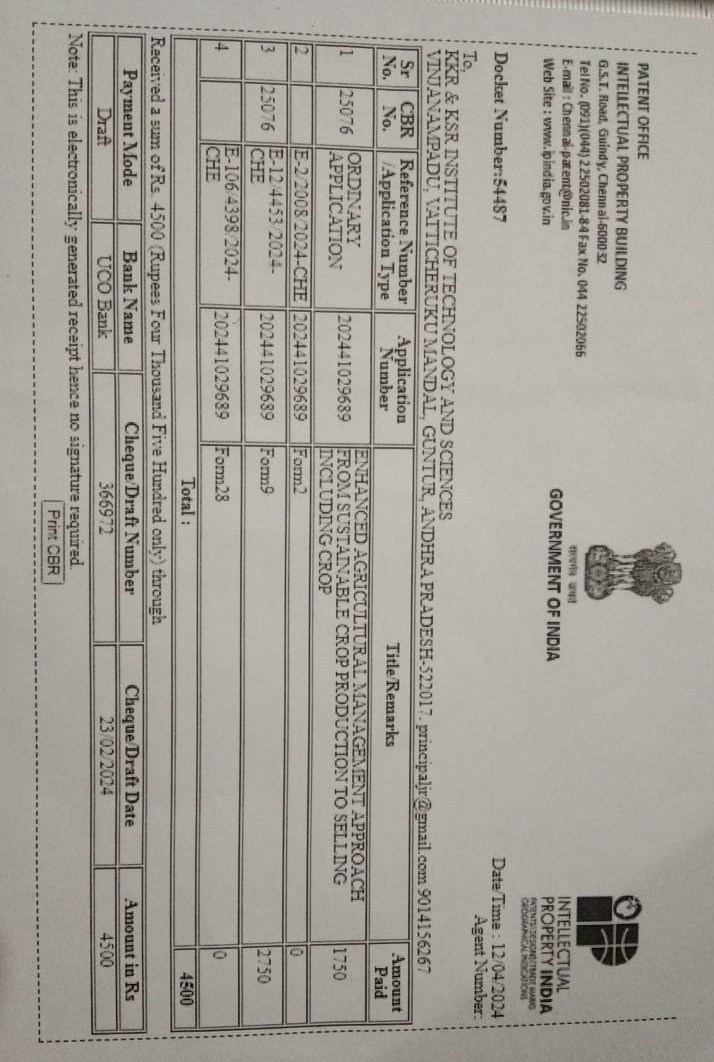 PATENT OFFICE
INTELLECTUAL PROPERTY BUILDING
G.S.T. Road, Guindy, Chennai-600032
Tel No. (091)(044) 22502081-84 Fax No. 044 22502066
E-mail : Chennai-patent@nic.in
Web Site : www.ipindia.gov.in
सत्यमेव जयते
GOVERNMENT OF INDIA
INTELLECTUAL
PROPERTY INDIA
PATENTS/DESIGNS/TRADE MARKS
GEOGRAPHICAL INDICATIONS
Docket Number:54487
Date/Time : 12/04/2024
Agent Number:
To,
KKR & KSR INSTITUTE OF TECHNOLOGY AND SCIENCES
VINJANAMPADU, VATTICHERUKU MANDAL, GUNTUR, ANDHRA PRADESH-522017. principaljr@gmail.com 9014156267
Sr No. CBR No. Reference Number /Application Type Application Number Title/Remarks Amount Paid
1 25076 ORDINARY APPLICATION 202441029689 ENHANCED AGRICULTURAL MANAGEMENT APPROACH 1750
FROM SUSTAINABLE CROP PRODUCTION TO SELLING
INCLUDING CROP
2 E-2/2008/2024-CHE 202441029689 Form2 0
3 25076 E-12/4453/2024-CHE 202441029689 Form9 2750
4 E-106/4398/2024-CHE 202441029689 Form28 0
Total : 4500
Received a sum of Rs. 4500 (Rupees Four Thousand Five Hundred only) through
Payment Mode Bank Name Cheque/Draft Number Cheque/Draft Date Amount in Rs
Draft UCO Bank 366972 23/02/2024 4500
Note: This is electronically generated receipt hence no signature required.
Print CBR